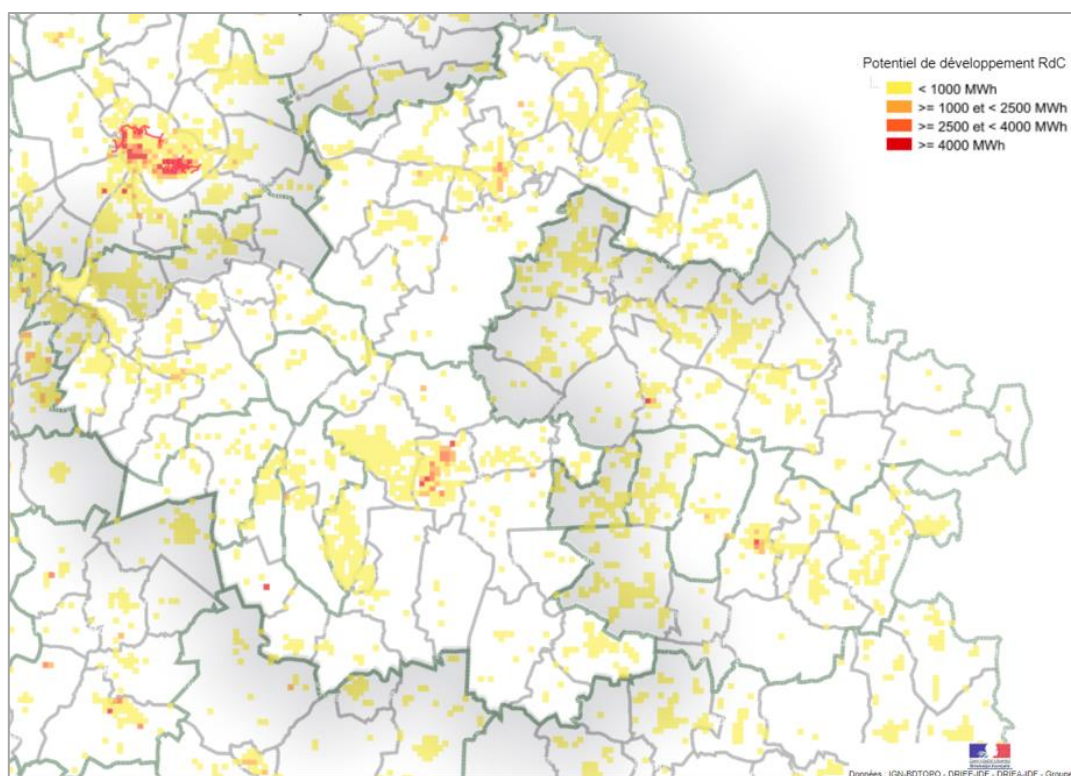 Potentiel de développement RdC
< 1000 MWh
>= 1000 et < 2500 MWh
>= 2500 et < 4000 MWh
>= 4000 MWh
Données : IGN-BDTOPO - DRIEE-IDF - DRIEA-IDF - Groupe